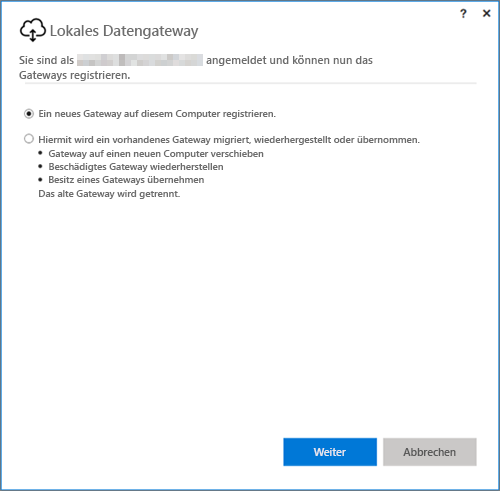 ? ×
Lokales Datengateway
Sie sind als angemeldet und können nun das
Gateways registrieren.
Ein neues Gateway auf diesem Computer registrieren.
Hiermit wird ein vorhandenes Gateway migriert, wiederhergestellt oder übernommen.
• Gateway auf einen neuen Computer verschieben
• Beschädigtes Gateway wiederherstellen
• Besitz eines Gateways übernehmen
Das alte Gateway wird getrennt.
Weiter Abbrechen